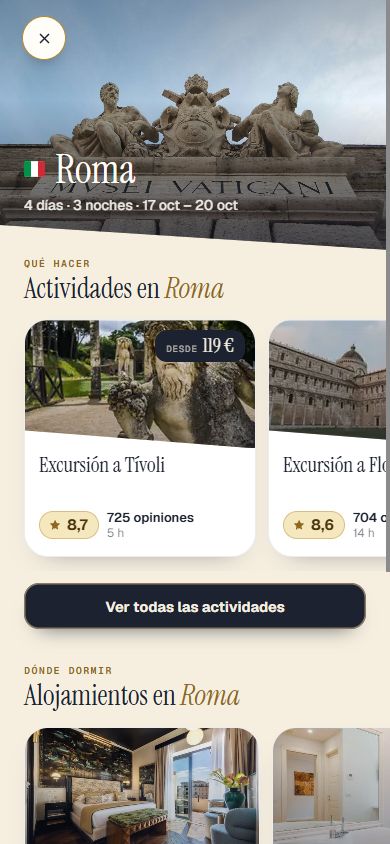 MVSEI VATICANI
Roma
4 días · 3 noches · 17 oct – 20 oct
QUÉ HACER
Actividades en Roma
DESDE 119 €
Excursión a Tívoli
Excursión a Flo
8,7 725 opiniones
5 h
8,6 704 o
14 h
Ver todas las actividades
DÓNDE DORMIR
Alojamientos en Roma